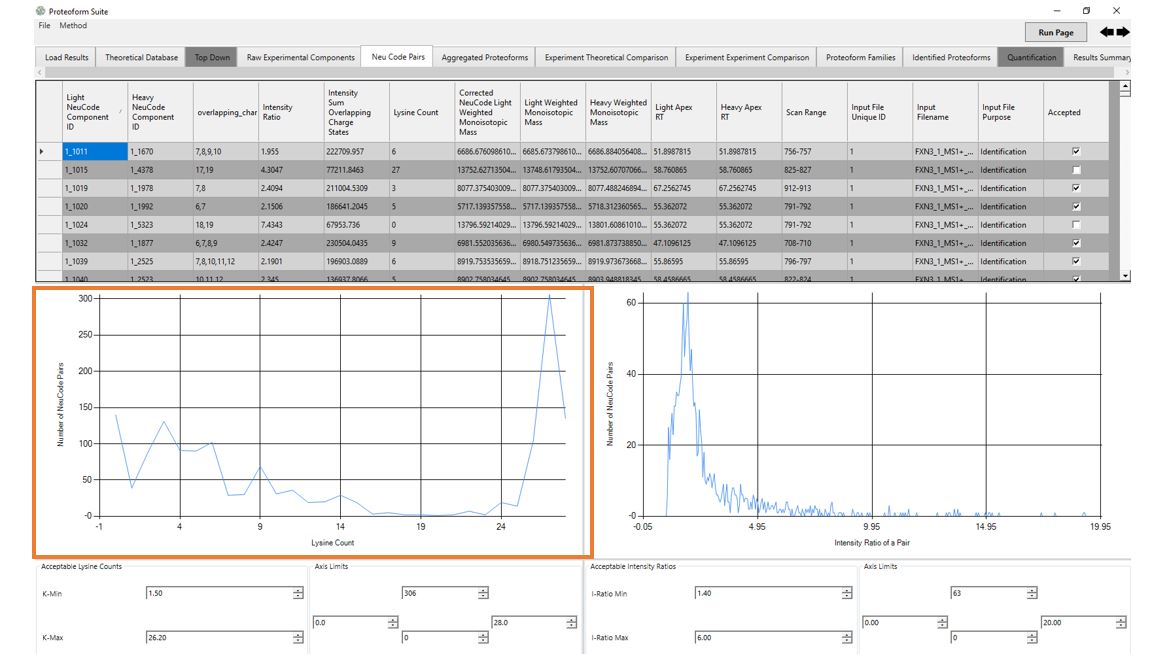 Proteoform Suite
File Method
Run Page
Load Results Theoretical Database Top Down Raw Experimental Components Neu Code Pairs Aggregated Proteoforms Experiment Theoretical Comparison Experiment Experiment Comparison Proteoform Families Identified Proteoforms Quantification Results Summary
Light NeuCode Component ID
Heavy NeuCode Component ID
overlapping_char
Intensity Ratio
Intensity Sum Overlapping Charge States
Lysine Count
Corrected NeuCode Light Weighted Monoisotopic Mass
Light Weighted Monoisotopic Mass
Heavy Weighted Monoisotopic Mass
Light Apex RT
Heavy Apex RT
Scan Range
Input File Unique ID
Input Filename
Input File Purpose
Accepted
1_1011 1_1670 7,8,9,10 1.955 222709.957 6 6686.676098610... 6685.673798610... 6686.884056408... 51.8987815 51.8987815 756-757 1 FXN3_1_MS1+_... Identification
1_1015 1_4378 17,19 4.3047 77211.8463 27 13752.62713504... 13748.61793504... 13752.60707066... 58.760865 58.760865 825-827 1 FXN3_1_MS1+_... Identification
1_1019 1_1978 7,8 2.4094 211004.5309 3 8077.375403009... 8077.375403009... 8077.488246894... 67.2562745 67.2562745 912-913 1 FXN3_1_MS1+_... Identification
1_1020 1_1992 6,7 2.1506 186641.2045 5 5717.139357558... 5717.139357558... 5718.312360565... 55.362072 55.362072 791-792 1 FXN3_1_MS1+_... Identification
1_1024 1_5323 18,19 7.4343 67953.736 0 13796.59214029... 13796.59214029... 13801.60861010... 55.362072 55.362072 791-792 1 FXN3_1_MS1+_... Identification
1_1032 1_1877 6,7,8,9 2.4247 230504.0435 9 6981.552035636... 6980.549735636... 6981.873738850... 47.1096125 47.1096125 708-710 1 FXN3_1_MS1+_... Identification
1_1039 1_2525 7,8,10,11,12 2.1901 196903.0889 6 8919.753535659... 8918.751235659... 8919.973673668... 55.86595 55.86595 796-797 1 FXN3_1_MS1+_... Identification
1_1040 1_2523 10,11,12 2.345 136937.8066 5 8902.758034645... 8902.758034645... 8903.948818345... 58.4586665 58.4586665 822-824 1 FXN3_1_MS1+_... Identification
300
250
200
150
100
50
-0
Number of NeuCode Pairs
-1 4 9 14 19 24
Lysine Count
60
40
20
-0
Number of NeuCode Pairs
-0.05 4.95 9.95 14.95 19.95
Intensity Ratio of a Pair
Acceptable Lysine Counts
K-Min 1.50
K-Max 26.20
Axis Limits
306
0.0 28.0
0
Acceptable Intensity Ratios
I-Ratio Min 1.40
I-Ratio Max 6.00
Axis Limits
63
0.00 20.00
0